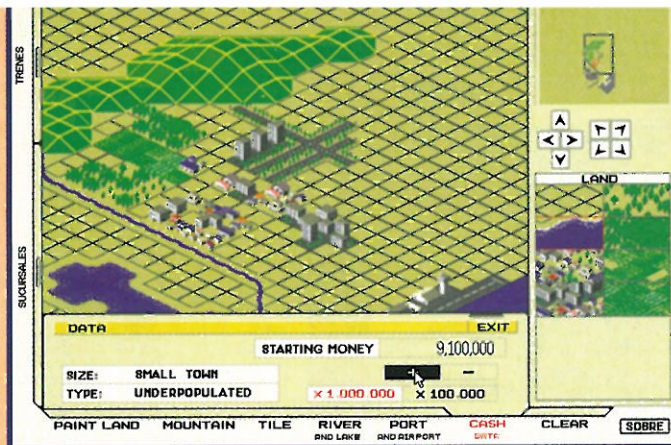 TRENES
SUCURSALES
LAND
DATA
EXIT
STARTING MONEY 9,100,000
SIZE: SMALL TOWN + −
TYPE: UNDERPOPULATED × 1.000 000 × 100 000
PAINT LAND MOUNTAIN TILE RIVER AND LAKE PORT AND AIRPORT CASH DATA CLEAR SOBRE